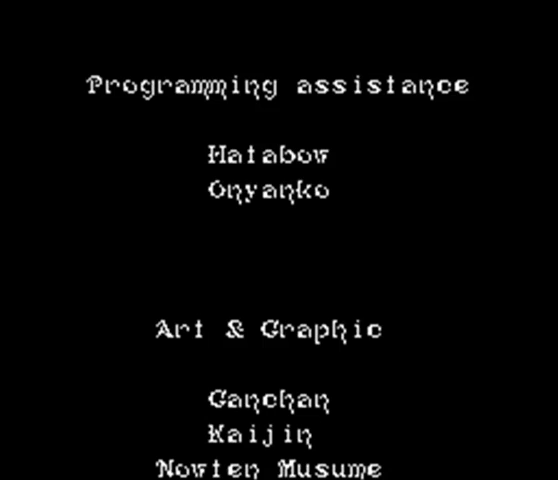 Programming assistance
Hatabow
Onyanko
Art & Graphic
Ganchan
Kaijin
Nowten Musume